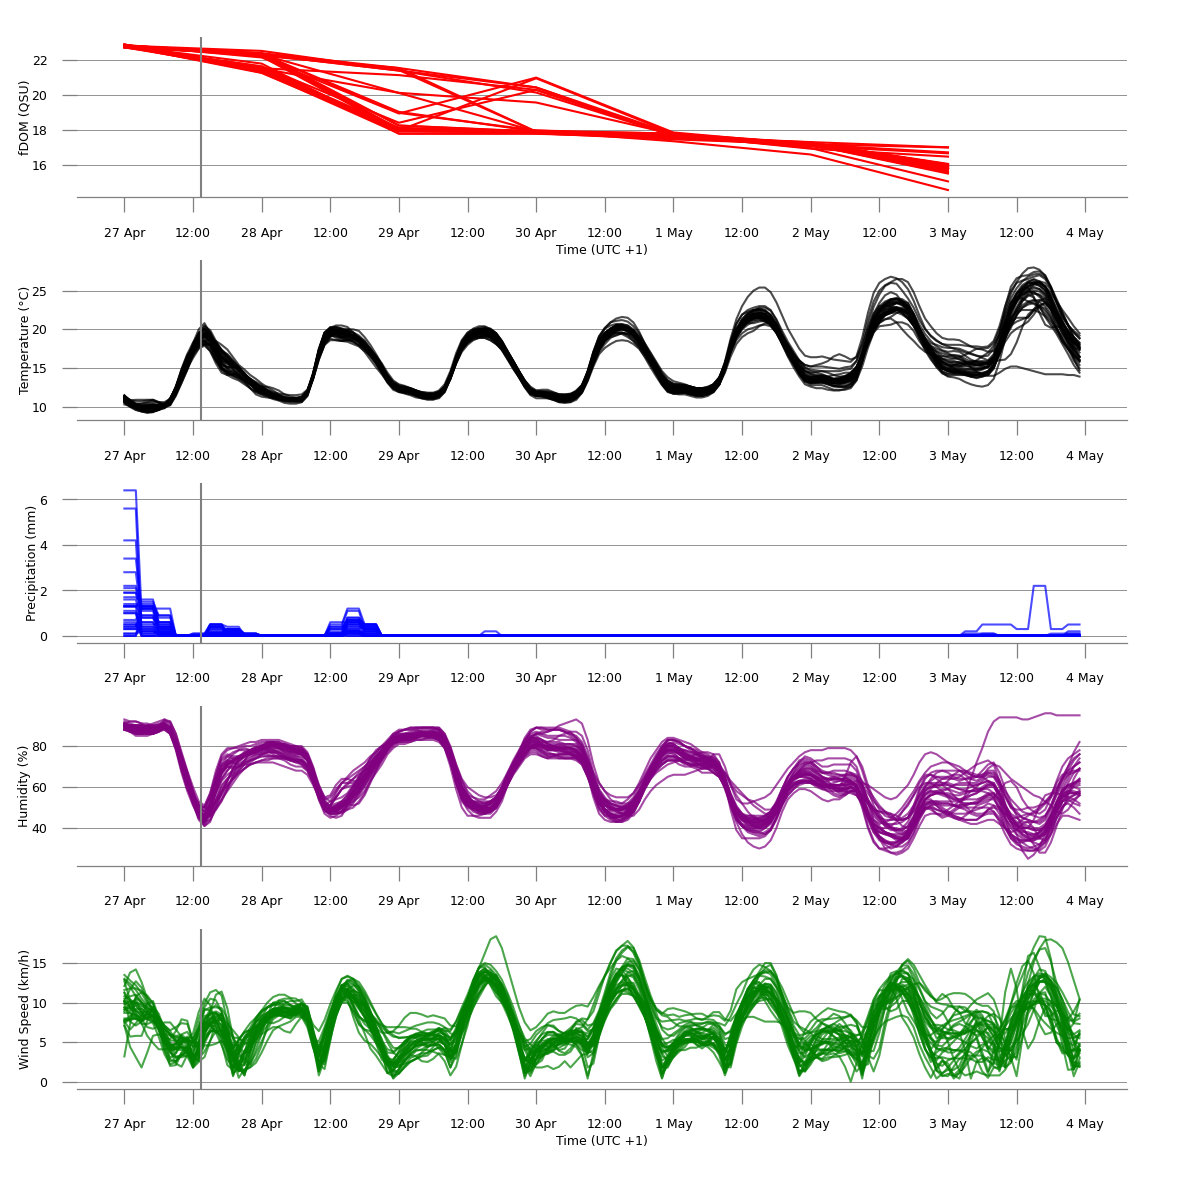 fDOM (QSU)
22
20
18
16
27 Apr 12:00 28 Apr 12:00 29 Apr 12:00 30 Apr 12:00 1 May 12:00 2 May 12:00 3 May 12:00 4 May
Time (UTC +1)
Temperature (°C)
25
20
15
10
27 Apr 12:00 28 Apr 12:00 29 Apr 12:00 30 Apr 12:00 1 May 12:00 2 May 12:00 3 May 12:00 4 May
Precipitation (mm)
6
4
2
0
27 Apr 12:00 28 Apr 12:00 29 Apr 12:00 30 Apr 12:00 1 May 12:00 2 May 12:00 3 May 12:00 4 May
Humidity (%)
80
60
40
27 Apr 12:00 28 Apr 12:00 29 Apr 12:00 30 Apr 12:00 1 May 12:00 2 May 12:00 3 May 12:00 4 May
Wind Speed (km/h)
15
10
5
0
27 Apr 12:00 28 Apr 12:00 29 Apr 12:00 30 Apr 12:00 1 May 12:00 2 May 12:00 3 May 12:00 4 May
Time (UTC +1)